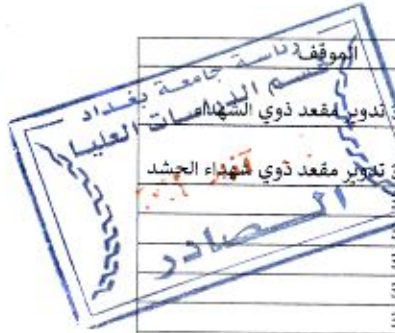 الموقف
رئاسة جامعة بغداد
قسم الدراسات العليا
تدوير مقعد ذوي الشهداء
تدوير مقعد ذوي شهداء الحشد
الصادر